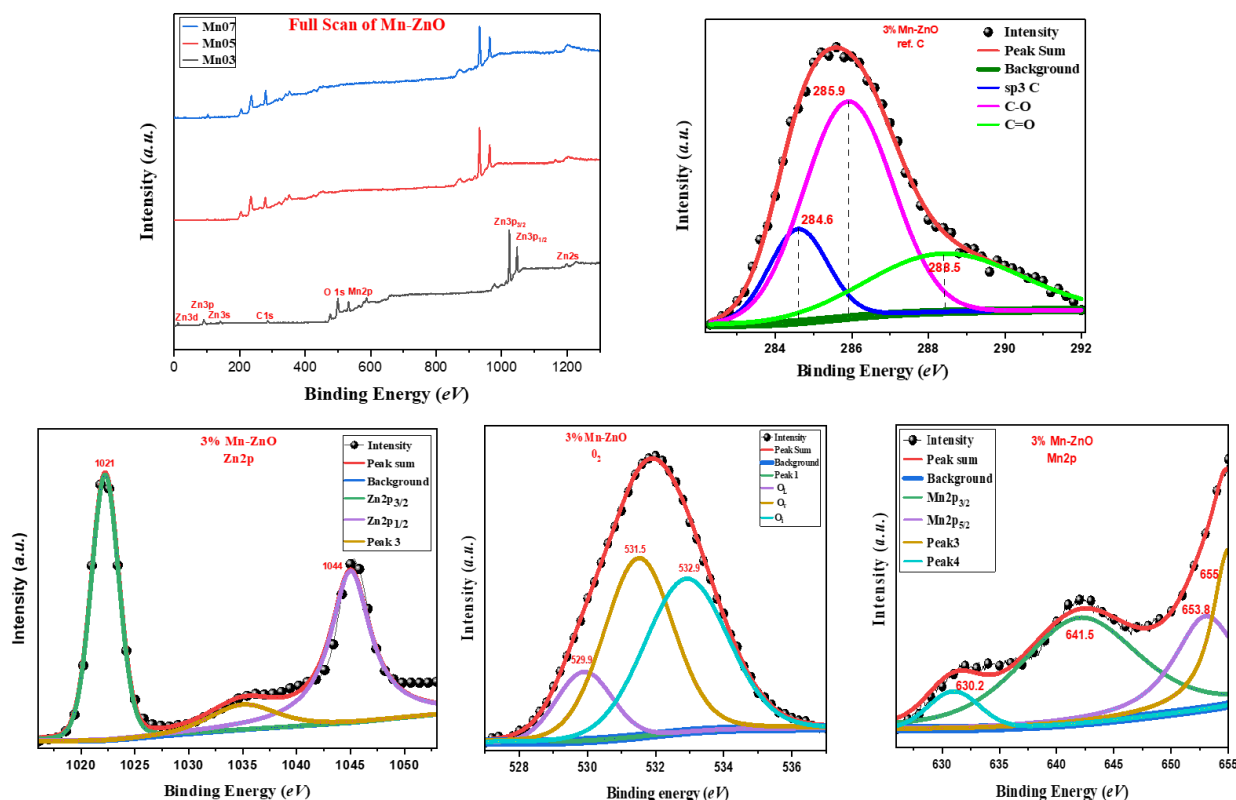 Full Scan of Mn-ZnO
Mn07
Mn05
Mn03
Zn3p3/2
Zn3p1/2
Zn2s
O 1s
Mn2p
Zn3p
Zn3d
Zn3s
C1s
0
200
400
600
800
1000
1200
Intensity (a.u.)
Binding Energy (eV)
3% Mn-ZnO
ref. C
Intensity
Peak Sum
Background
sp3 C
C-O
C=O
285.9
284.6
288.5
284
286
288
290
292
Intensity (a.u.)
Binding Energy (eV)
3% Mn-ZnO
Zn2p
Intensity
Peak sum
Background
Zn2p3/2
Zn2p1/2
Peak 3
1021
1044
1020
1025
1030
1035
1040
1045
1050
Intensity (a.u.)
Binding Energy (eV)
3% Mn-ZnO
02
Intensity
Peak Sum
Background
Peak 1
531.5
532.9
529.9
528
530
532
534
536
Intensity (a.u.)
Binding energy (eV)
3% Mn-ZnO
Mn2p
Intensity
Peak sum
Background
Mn2p3/2
Mn2p5/2
Peak3
Peak4
655
653.8
641.5
630.2
630
635
640
645
650
655
Intensity (a.u.)
Binding Energy (eV)